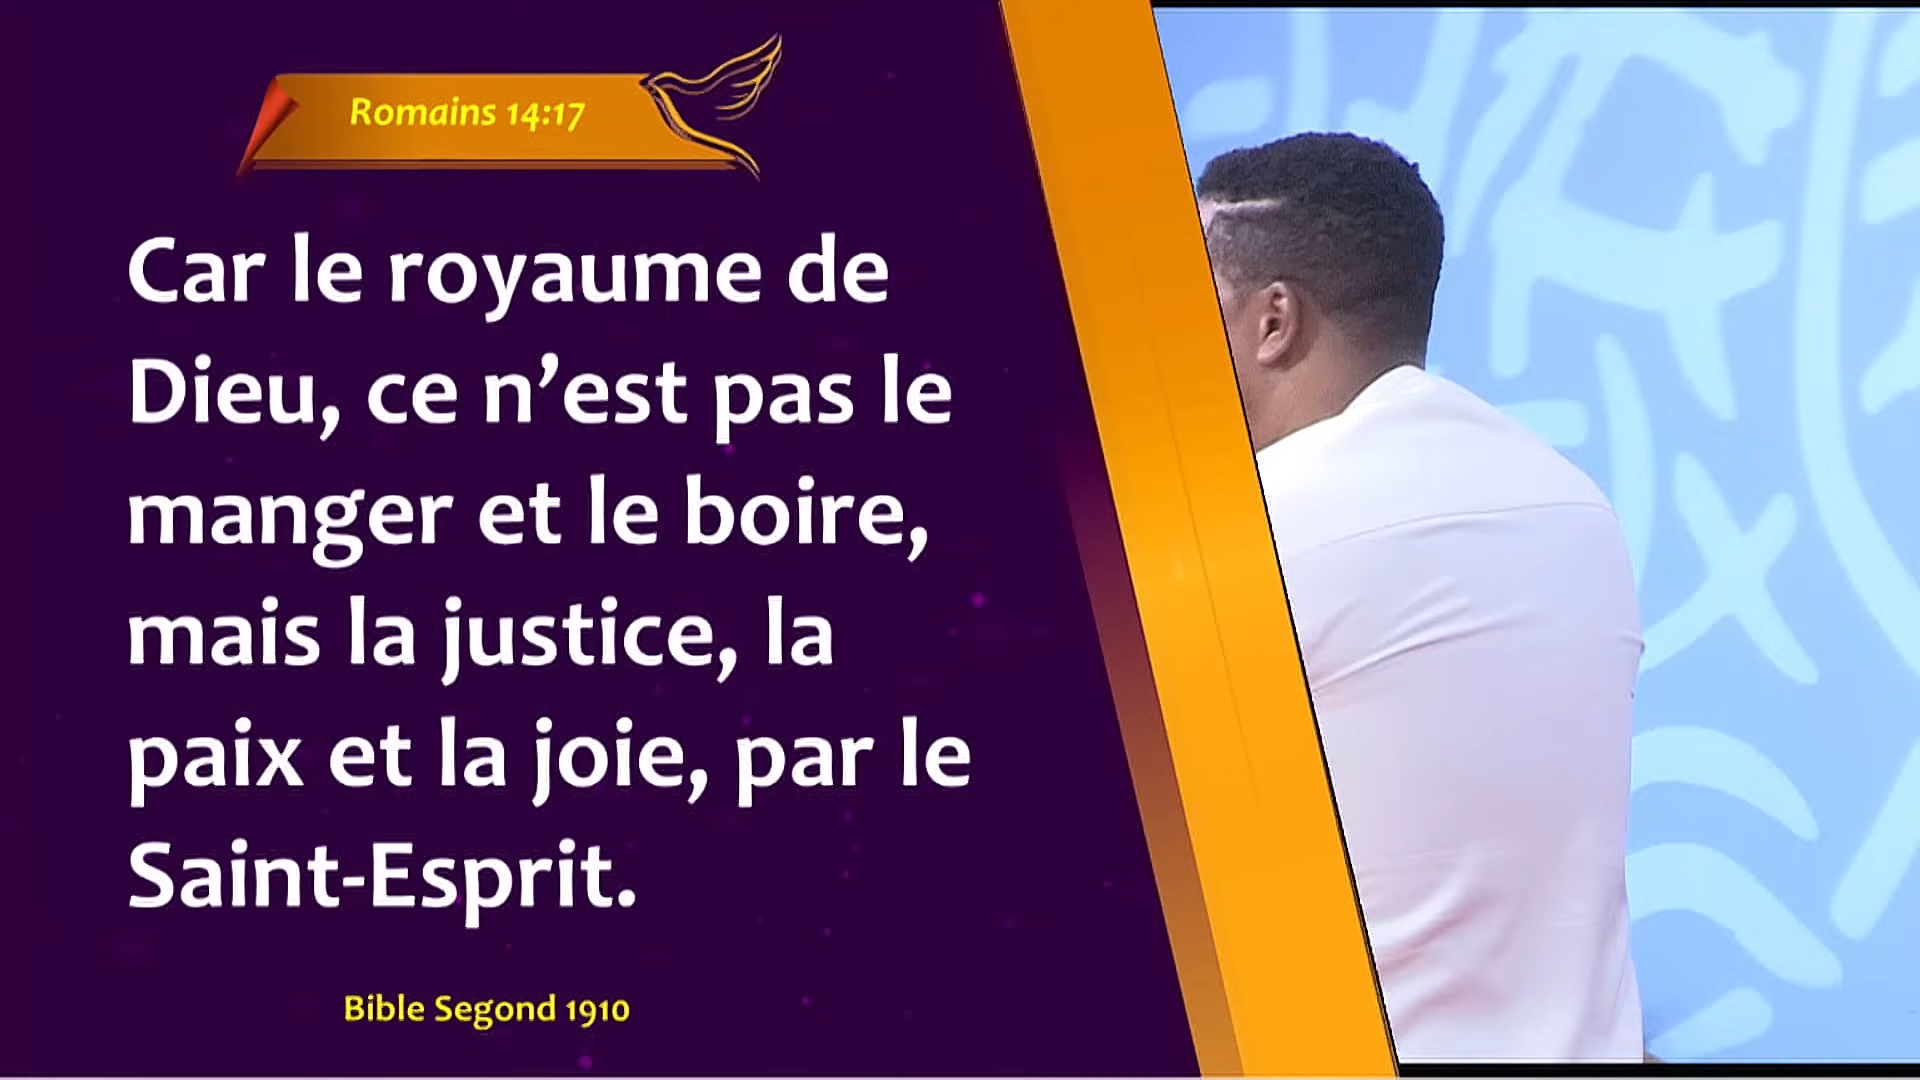 Romains 14:17
Car le royaume de
Dieu, ce n’est pas le
manger et le boire,
mais la justice, la
paix et la joie, par le
Saint-Esprit.
Bible Segond 1910